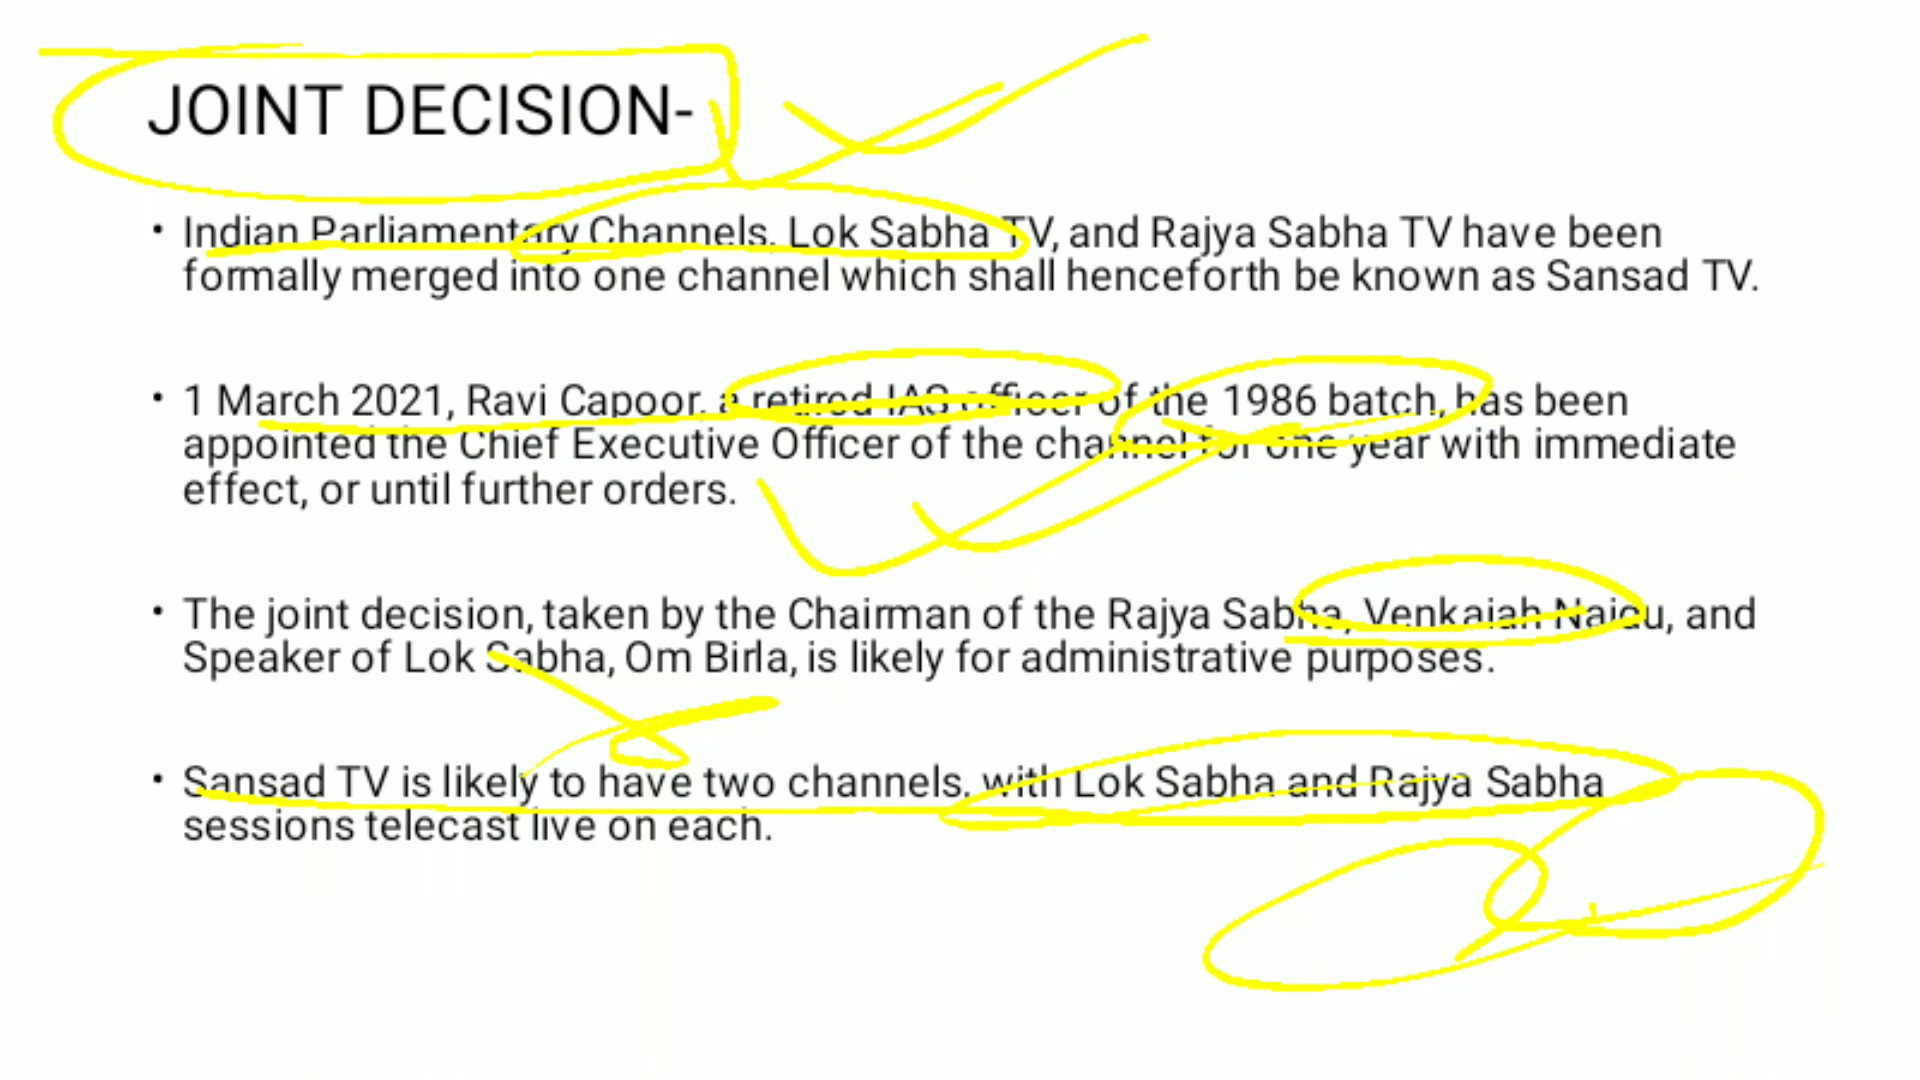 JOINT DECISION-
• Indian Parliamentary Channels, Lok Sabha TV, and Rajya Sabha TV have been
formally merged into one channel which shall henceforth be known as Sansad TV.
• 1 March 2021, Ravi Capoor, a retired IAS officer of the 1986 batch, has been
appointed the Chief Executive Officer of the channel for one year with immediate
effect, or until further orders.
• The joint decision, taken by the Chairman of the Rajya Sabha, Venkaiah Naidu, and
Speaker of Lok Sabha, Om Birla, is likely for administrative purposes.
• Sansad TV is likely to have two channels, with Lok Sabha and Rajya Sabha
sessions telecast live on each.